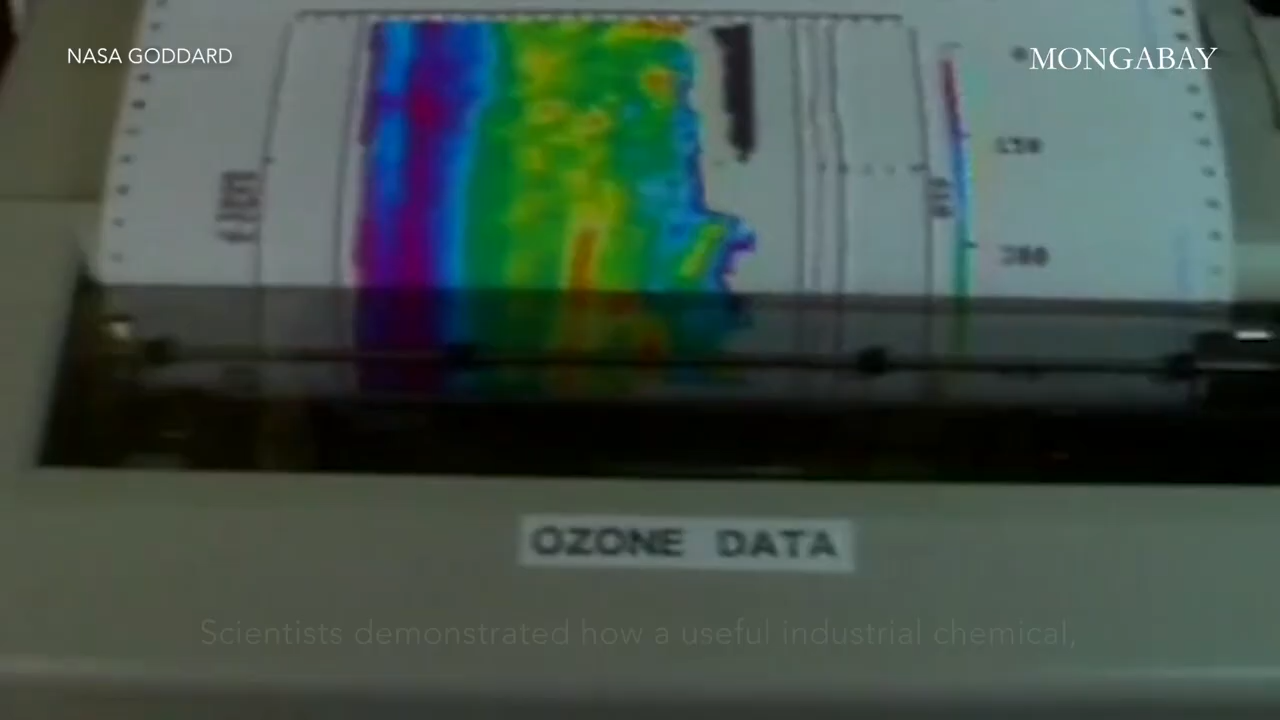 NASA GODDARD
MONGABAY
OZONE DATA
Scientists demonstrated how a useful industrial chemical,